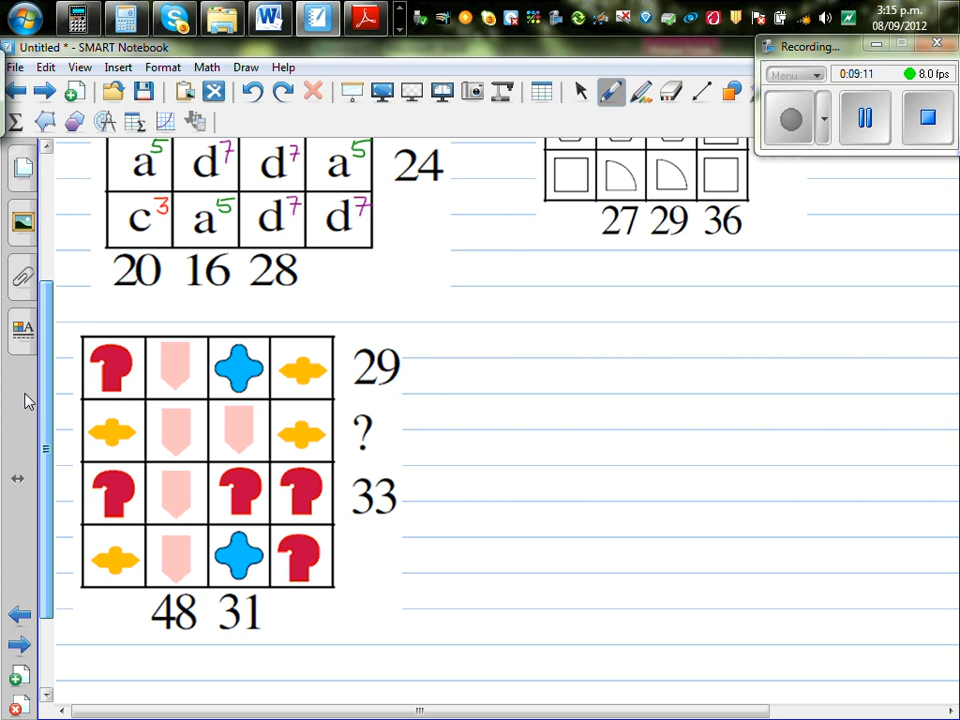 3:15 p.m.
08/09/2012
Untitled * - SMART Notebook
Recording...
File Edit View Insert Format Math Draw Help
Menu
0:09:11
8.0 fps
a5 d7 d7 a5 24
c3 a5 d7 d7
20 16 28
27 29 36
29
?
33
48 31